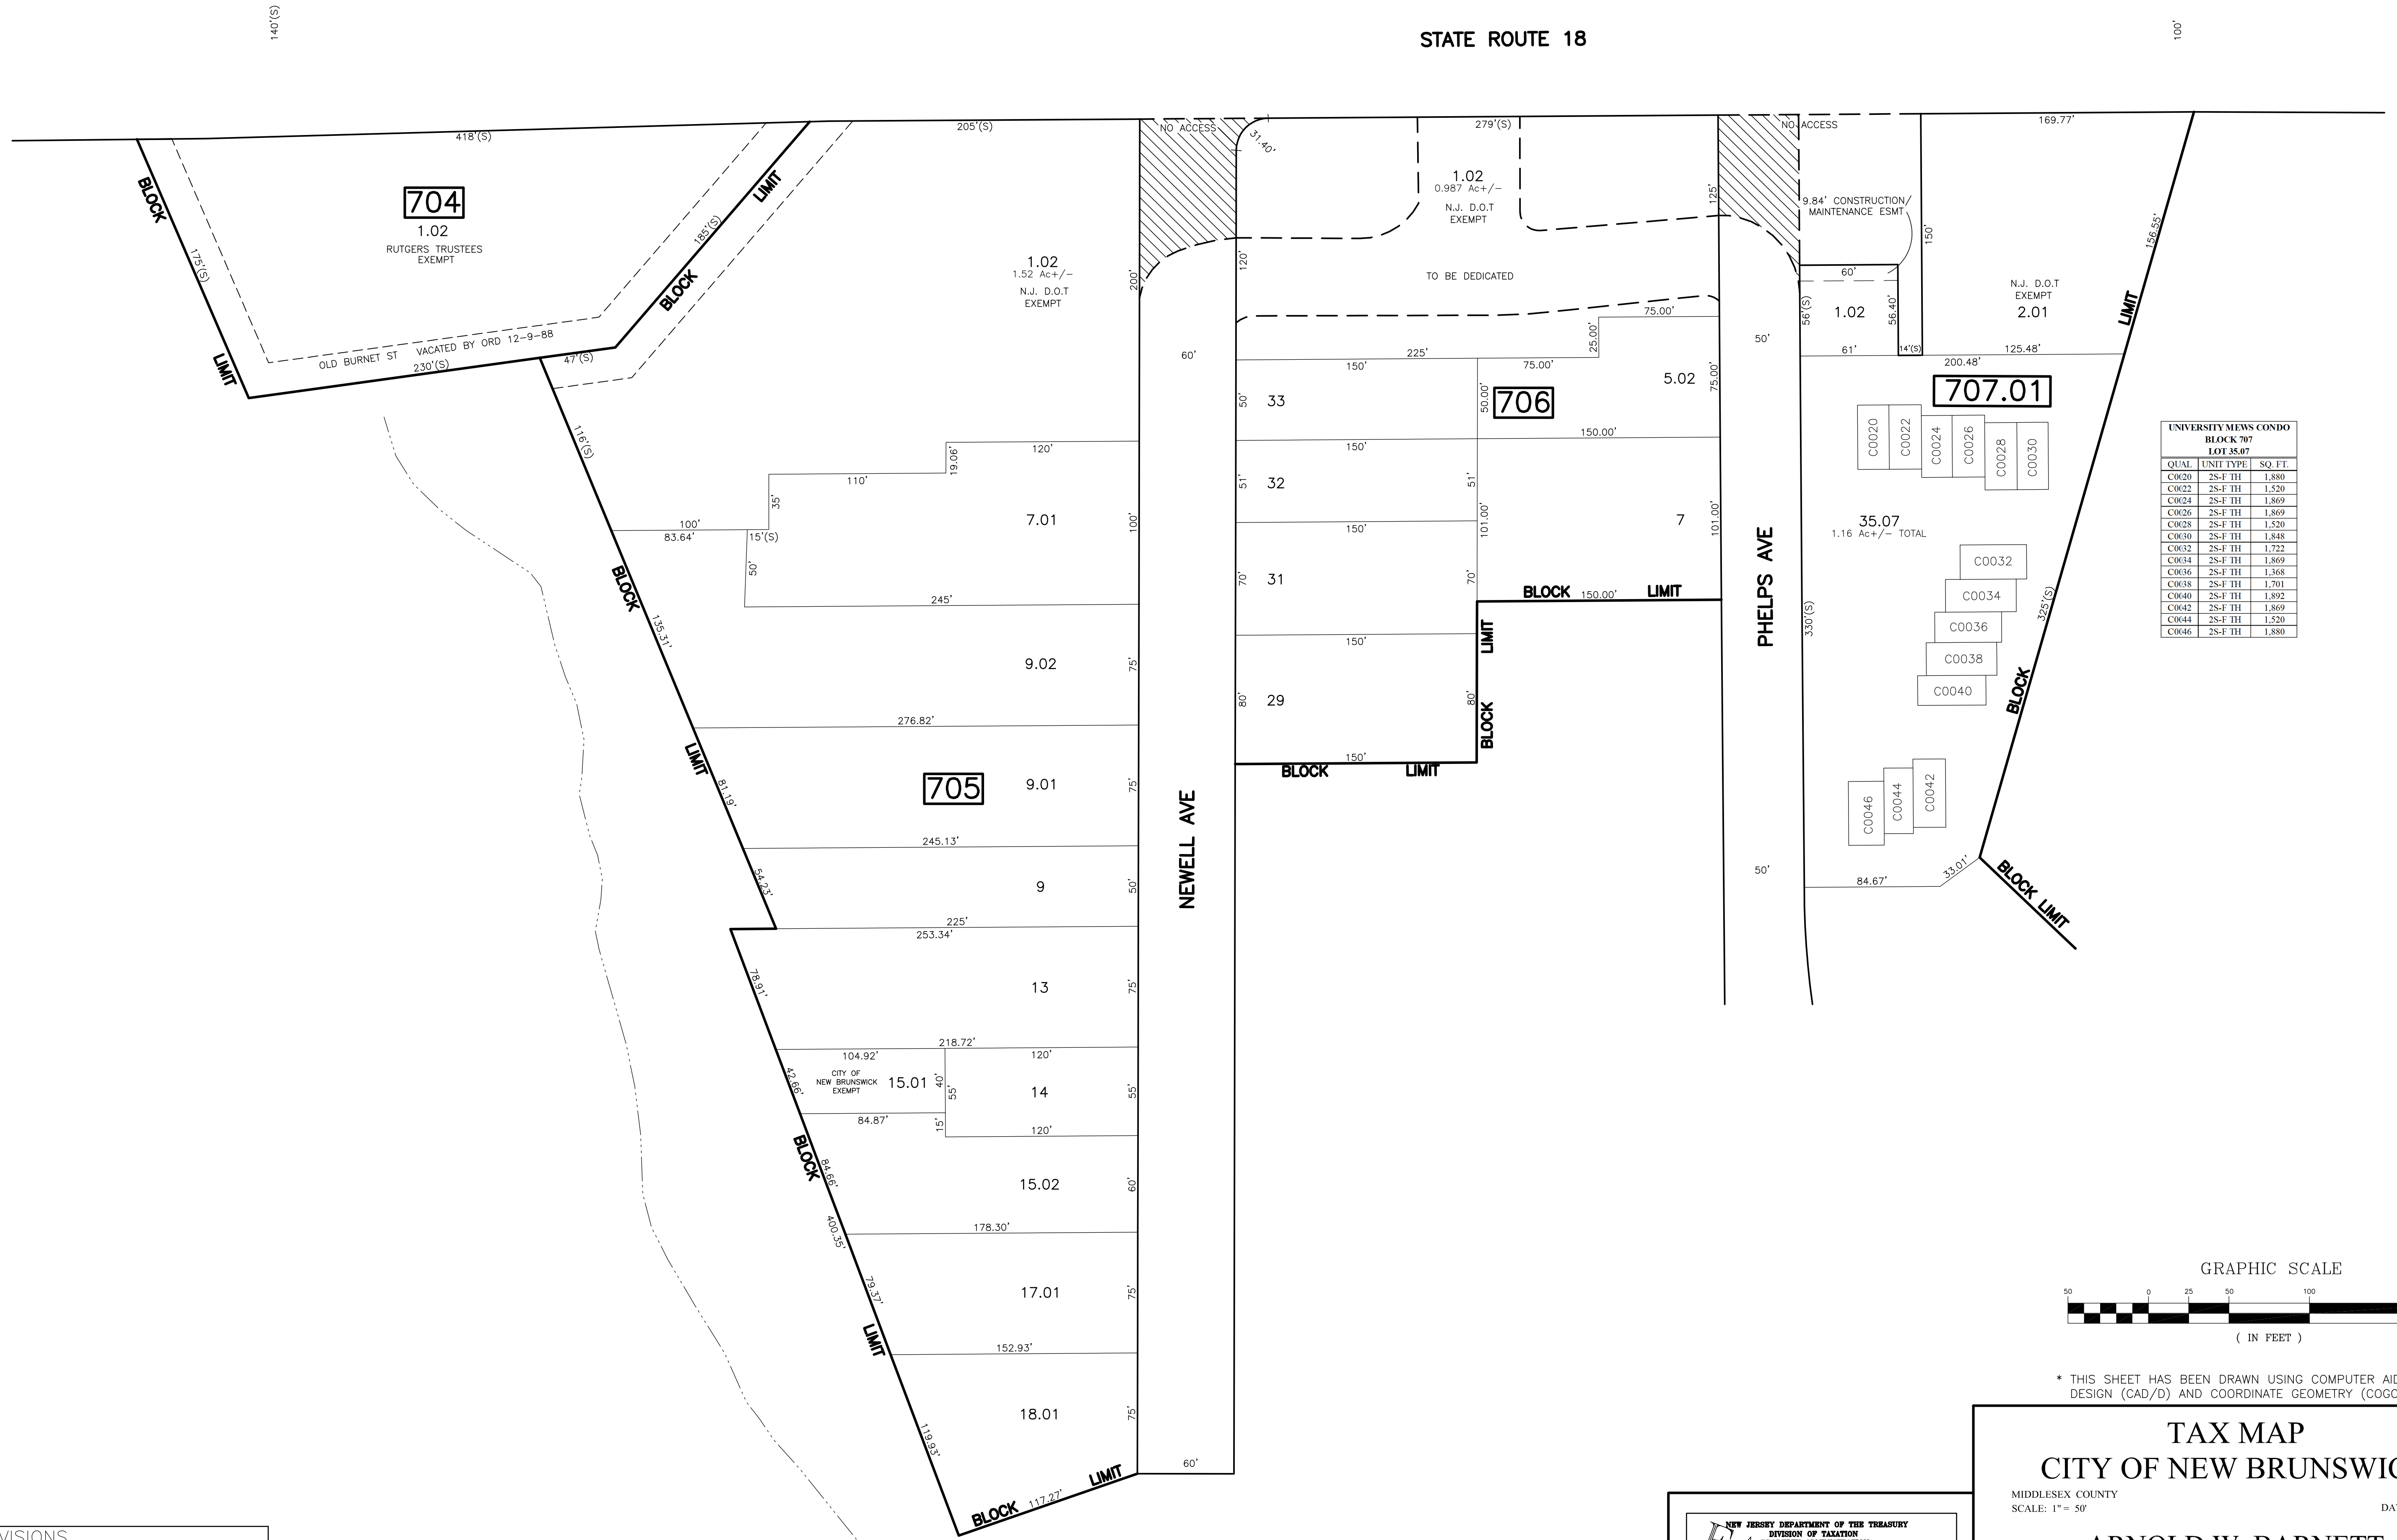 140'(S)
100'
STATE ROUTE 18
418'(S)
205'(S)
NO ACCESS
31.40'
279'(S)
NO ACCESS
169.77'
BLOCK
LIMIT
175'(S)
704
1.02
RUTGERS TRUSTEES
EXEMPT
185'(S)
LIMIT
BLOCK
OLD BURNET ST VACATED BY ORD 12-9-88
230'(S)
47'(S)
1.02
1.52 Ac+/-
N.J. D.O.T
EXEMPT
200'
120'
1.02
0.987 Ac+/-
N.J. D.O.T
EXEMPT
TO BE DEDICATED
125'
9.84' CONSTRUCTION/
MAINTENANCE ESMT
150'
156.55'
60'
56'(S)
1.02
56.40'
N.J. D.O.T
EXEMPT
2.01
LIMIT
61'
14'(S)
125.48'
200.48'
707.01
60'
50'
75.00'
25.00'
225'
150'
75.00'
5.02
75.00'
50'
33
50.00'
706
150'
150.00'
51'
32
51'
101.00'
150'
7
101.00'
70'
31
70'
BLOCK 150.00' LIMIT
150'
LIMIT
BLOCK
80'
29
80'
150'
BLOCK LIMIT
116'(S)
120'
19.06'
110'
35'
7.01
100'
100'
83.64'
15'(S)
50'
245'
BLOCK
135.31'
9.02
75'
276.82'
LIMIT
81.19'
705
9.01
75'
245.13'
54.23'
9
50'
225'
253.34'
78.91'
13
75'
218.72'
104.92'
120'
42.66'
CITY OF
NEW BRUNSWICK
EXEMPT
15.01
40'
55'
14
55'
84.87'
15'
120'
BLOCK
84.66'
15.02
60'
400.35'
178.30'
79.37'
17.01
75'
LIMIT
152.93'
119.93'
18.01
75'
BLOCK 117.27' LIMIT
60'
NEWELL AVE
PHELPS AVE
50'
C0020
C0022
C0024
C0026
C0028
C0030
35.07
1.16 Ac+/- TOTAL
C0032
C0034
C0036
C0038
C0040
330'(S)
325'(S)
BLOCK
C0046
C0044
C0042
84.67'
33.01'
BLOCK LIMIT
UNIVERSITY MEWS CONDO
BLOCK 707
LOT 35.07
QUAL UNIT TYPE SQ. FT.
C0020 2S-F TH 1,880
C0022 2S-F TH 1,520
C0024 2S-F TH 1,869
C0026 2S-F TH 1,869
C0028 2S-F TH 1,520
C0030 2S-F TH 1,848
C0032 2S-F TH 1,722
C0034 2S-F TH 1,869
C0036 2S-F TH 1,368
C0038 2S-F TH 1,701
C0040 2S-F TH 1,892
C0042 2S-F TH 1,869
C0044 2S-F TH 1,520
C0046 2S-F TH 1,880
GRAPHIC SCALE
50 0 25 50 100
( IN FEET )
* THIS SHEET HAS BEEN DRAWN USING COMPUTER AID
DESIGN (CAD/D) AND COORDINATE GEOMETRY (COGO
TAX MAP
CITY OF NEW BRUNSWIC
MIDDLESEX COUNTY
SCALE: 1" = 50'
DA
NEW JERSEY DEPARTMENT OF THE TREASURY
DIVISION OF TAXATION